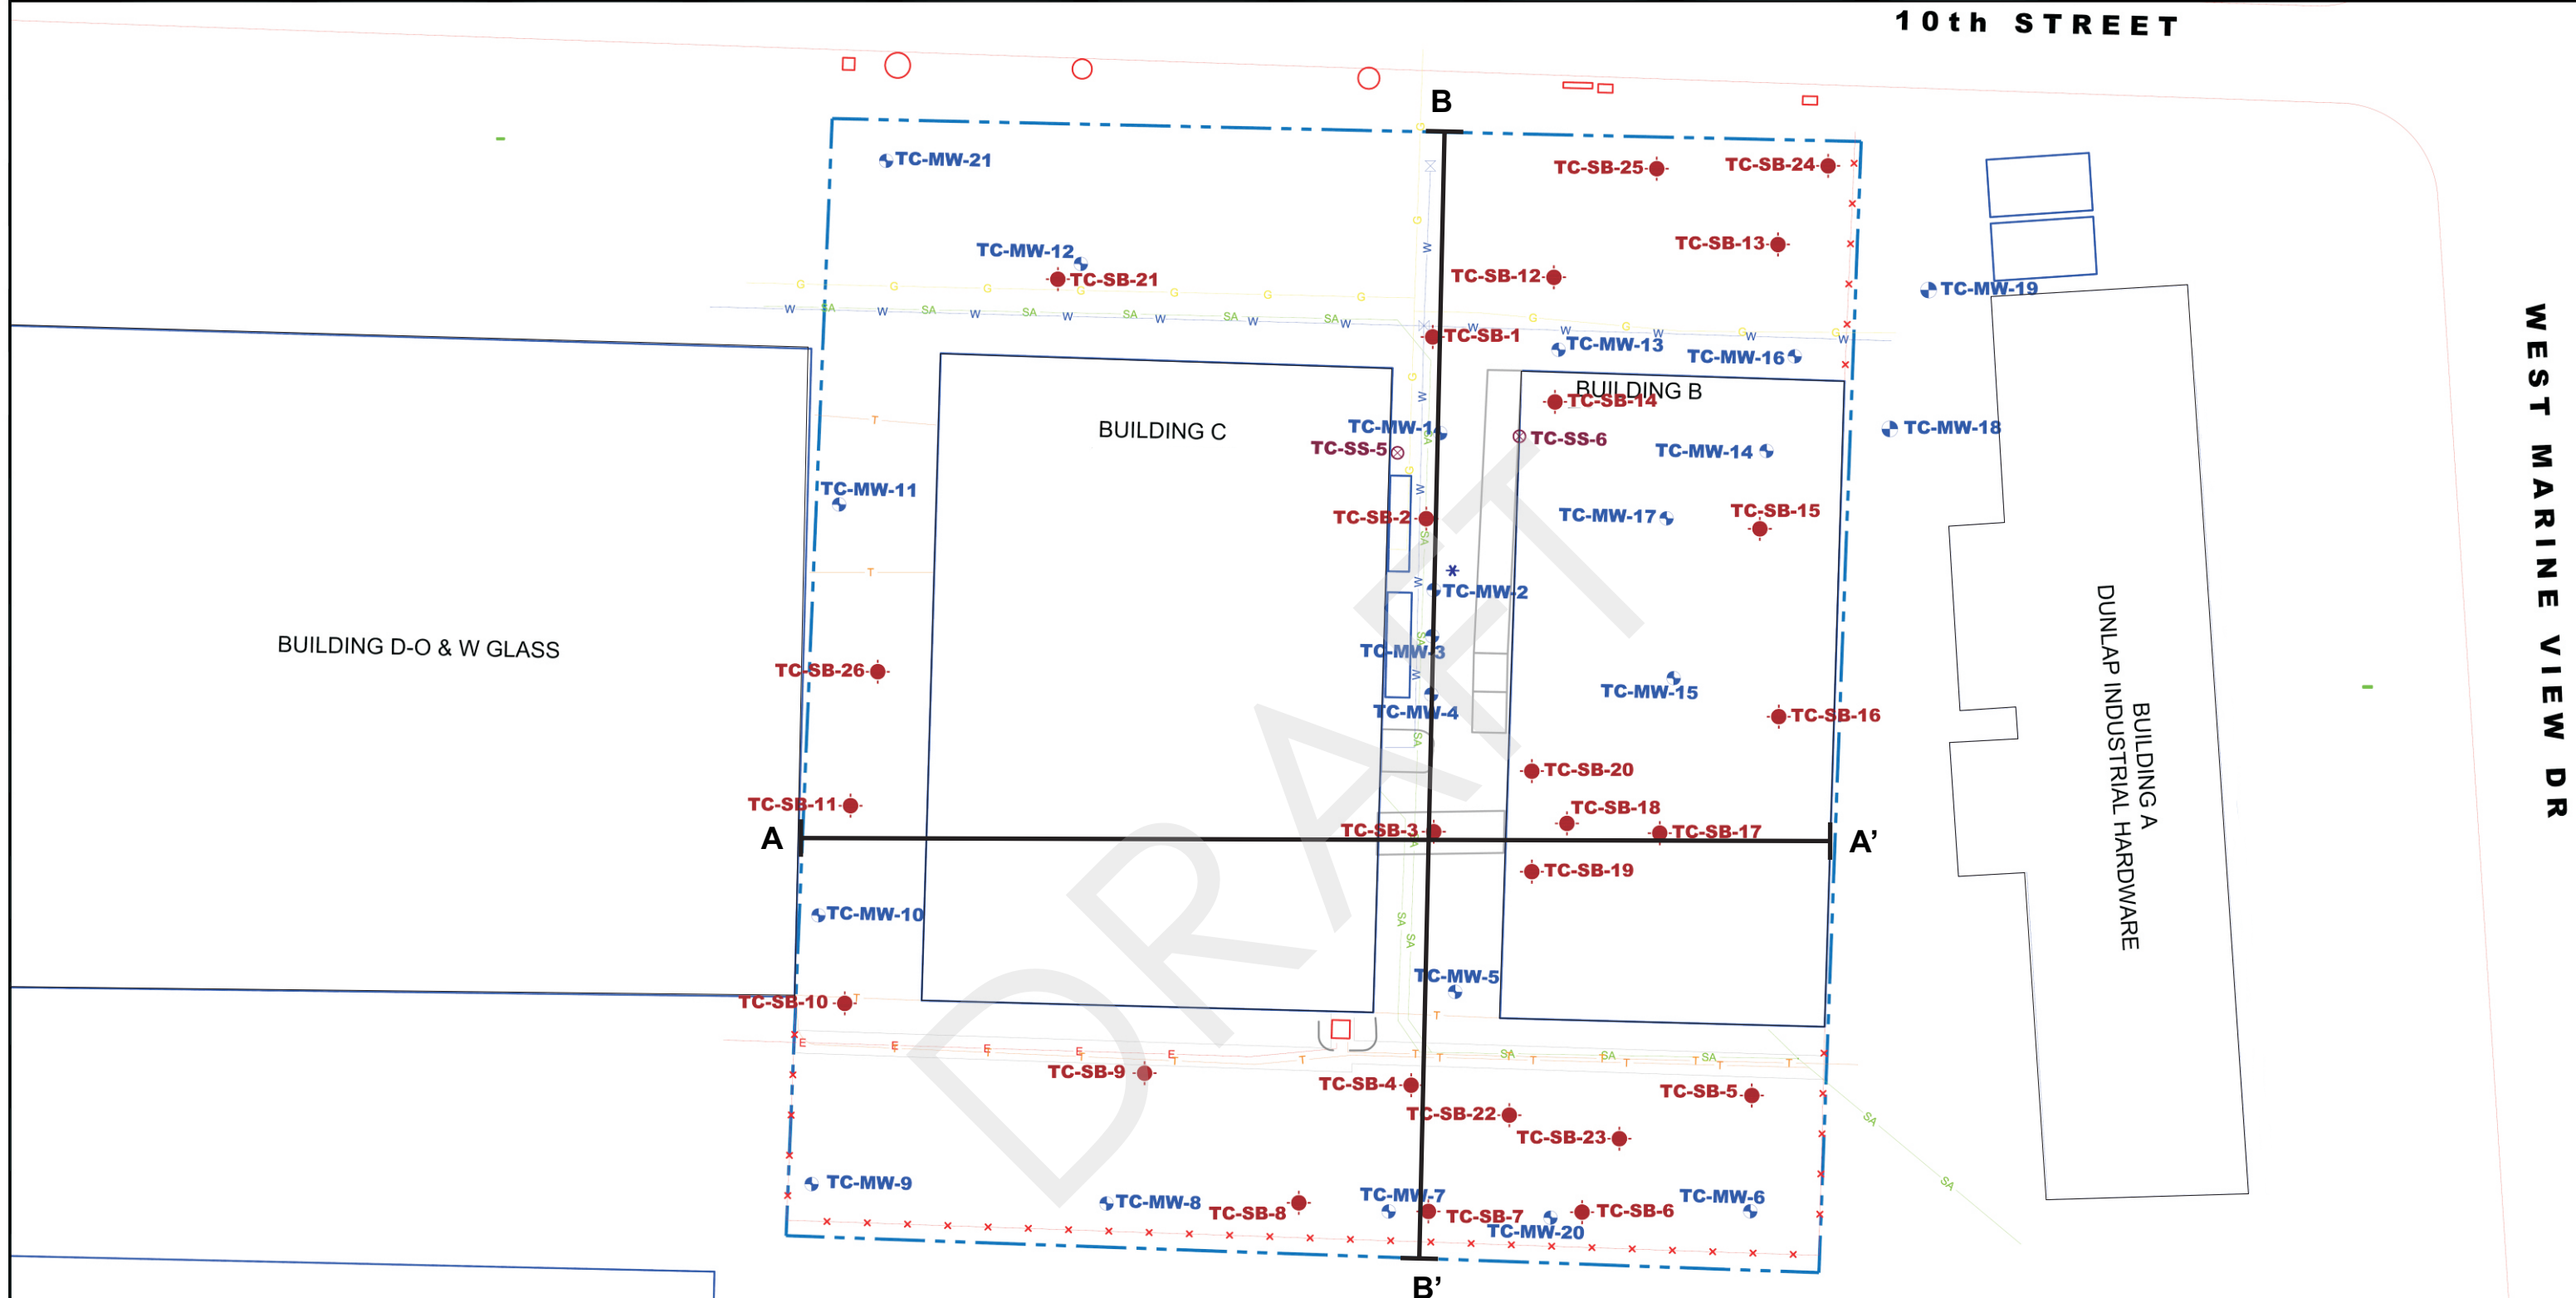 10th STREET
B
TC-MW-21
TC-SB-25
TC-SB-24
TC-MW-12
TC-SB-21
TC-SB-13
TC-SB-12
TC-MW-19
G G G G G G G
SA SA SA SA SA SA
W W W W W W W
TC-SB-1
TC-MW-13
TC-MW-16
BUILDING B
TC-SB-14
BUILDING C
TC-MW-1
TC-MW-18
TC-SS-5
TC-SS-6
TC-MW-14
TC-MW-11
TC-SB-2
TC-MW-17
TC-SB-15
TC-MW-2
BUILDING D-O & W GLASS
TC-MW-3
TC-SB-26
TC-MW-15
TC-MW-4
TC-SB-16
TC-SB-20
TC-SB-11
TC-SB-18
TC-SB-3
TC-SB-17
A
A’
TC-SB-19
TC-MW-10
TC-MW-5
TC-SB-10
TC-SB-9
TC-SB-4
TC-SB-5
TC-SB-22
TC-SB-23
TC-MW-9
TC-MW-8
TC-SB-8
TC-MW-7
TC-SB-7
TC-MW-20
TC-SB-6
TC-MW-6
B’
BUILDING A
DUNLAP INDUSTRIAL HARDWARE
WEST MARINE VIEW DR
DRAFT